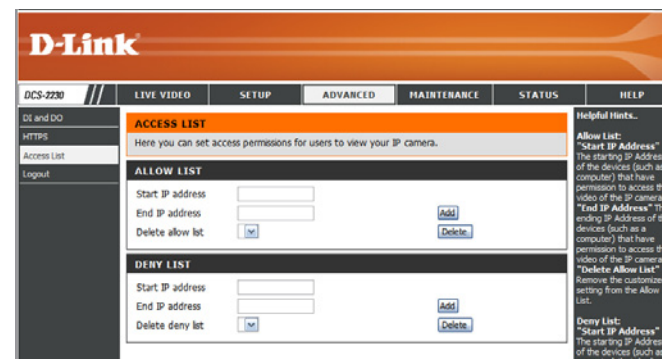 D-Link
DCS-2230
LIVE VIDEO
SETUP
ADVANCED
MAINTENANCE
STATUS
HELP
DI and DO
HTTPS
Access List
Logout
ACCESS LIST
Here you can set access permissions for users to view your IP camera.
ALLOW LIST
Start IP address
End IP address
Add
Delete allow list
Delete
DENY LIST
Start IP address
End IP address
Add
Delete deny list
Delete
Helpful Hints..
Allow List:
"Start IP Address"
The starting IP Address
of the devices (such as
computer) that have
permission to access th
video of the IP camera
"End IP Address" Th
ending IP Address of t
devices (such as a
computer) that have
permission to access th
video of the IP camera
"Delete Allow List"
Remove the customize
setting from the Allow
List.
Deny List:
"Start IP Address"
The starting IP Address
of the devices (such as